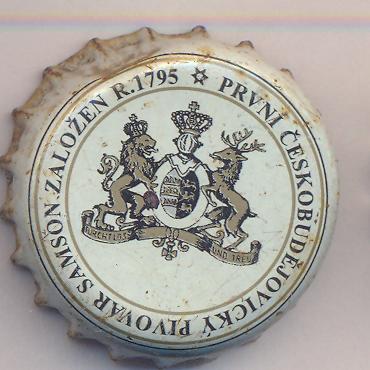 PRVNÍ ČESKOBUDĚJOVICKÝ PIVOVAR SAMSON·ZALOŽEN R.1795
FURCHTLOS UND TREU